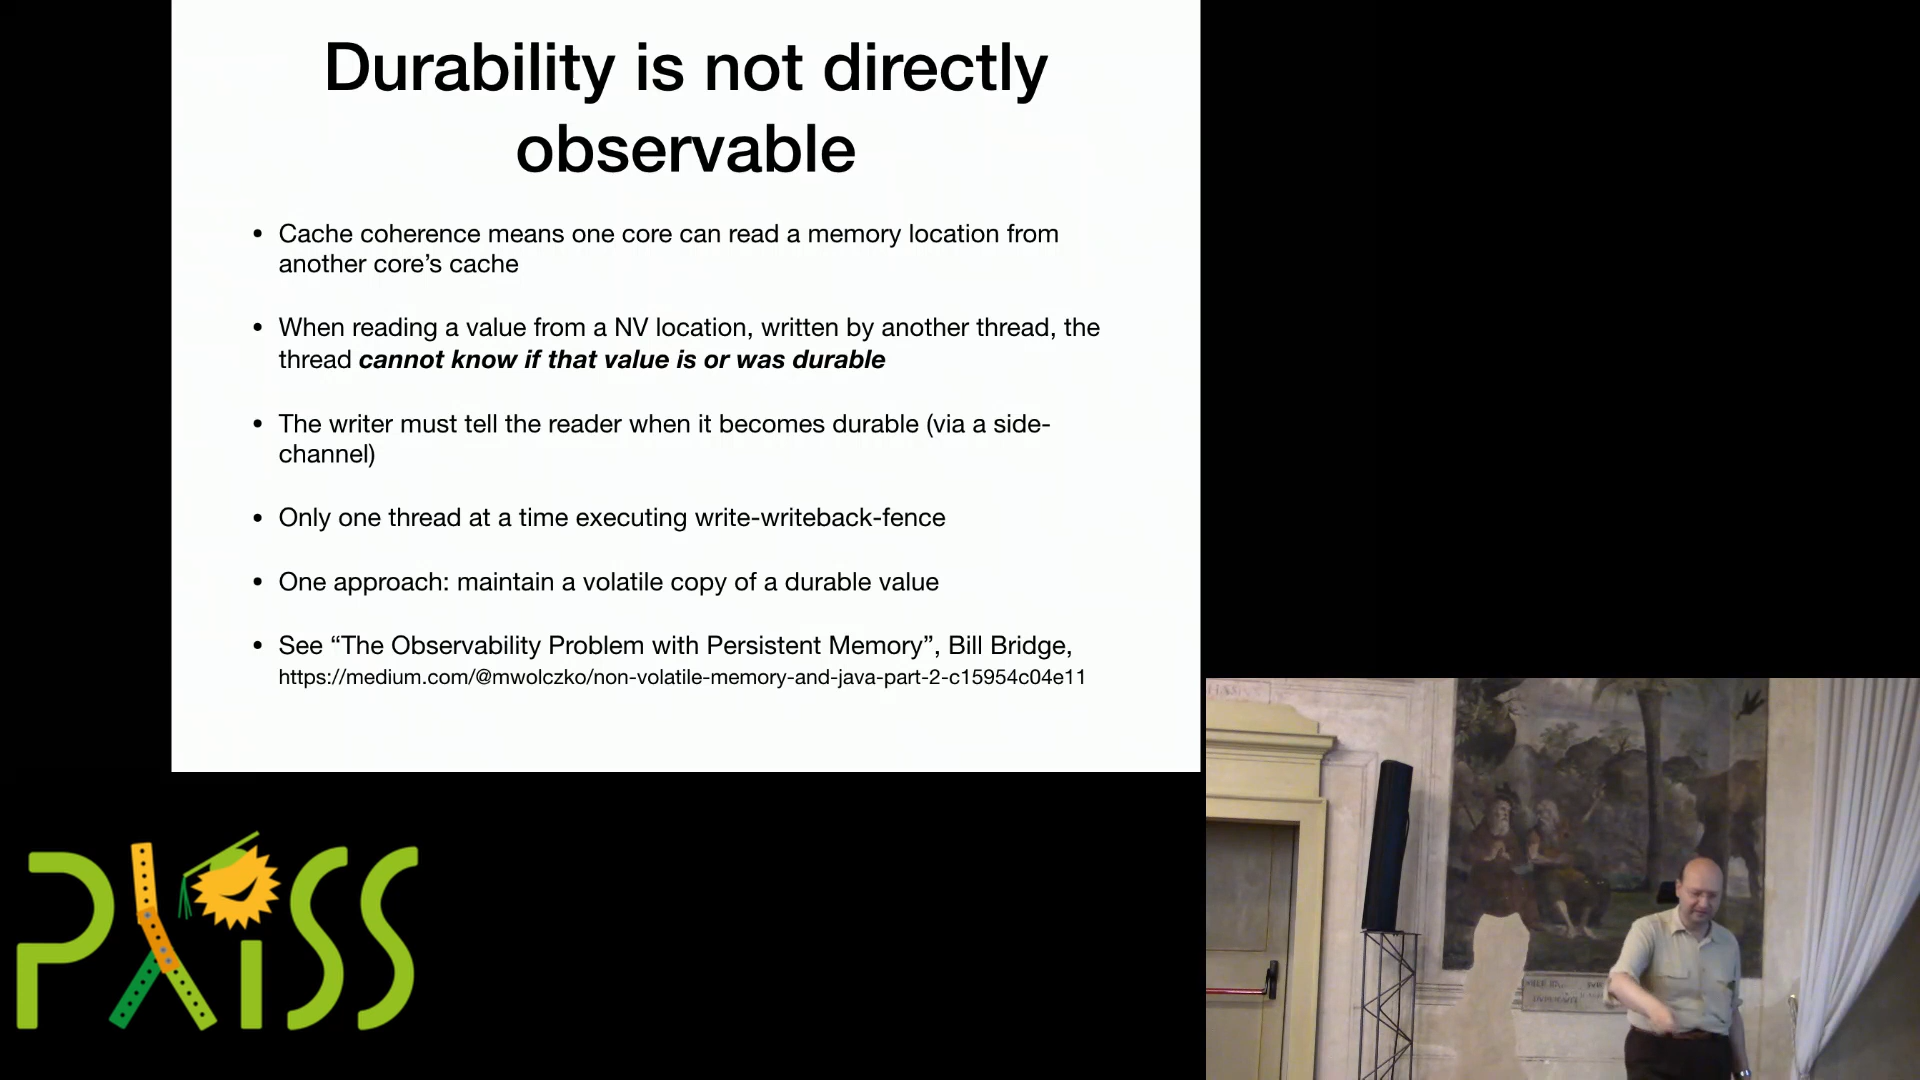 Durability is not directly
observable
• Cache coherence means one core can read a memory location from
another core’s cache
• When reading a value from a NV location, written by another thread, the
thread cannot know if that value is or was durable
• The writer must tell the reader when it becomes durable (via a side-
channel)
• Only one thread at a time executing write-writeback-fence
• One approach: maintain a volatile copy of a durable value
• See “The Observability Problem with Persistent Memory”, Bill Bridge,
https://medium.com/@mwolczko/non-volatile-memory-and-java-part-2-c15954c04e11
PλiSS